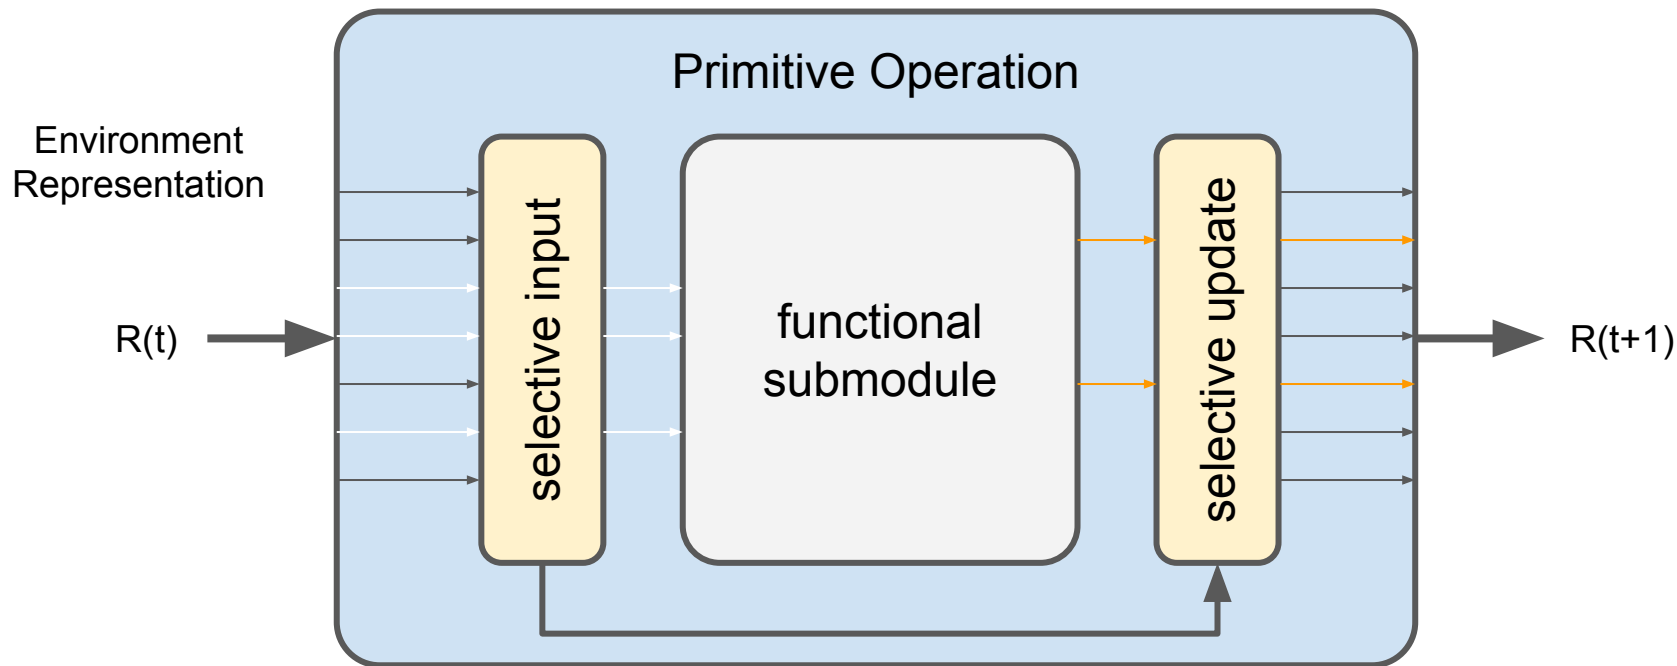 Primitive Operation
Environment
Representation
selective input
functional
submodule
selective update
R(t)
R(t+1)